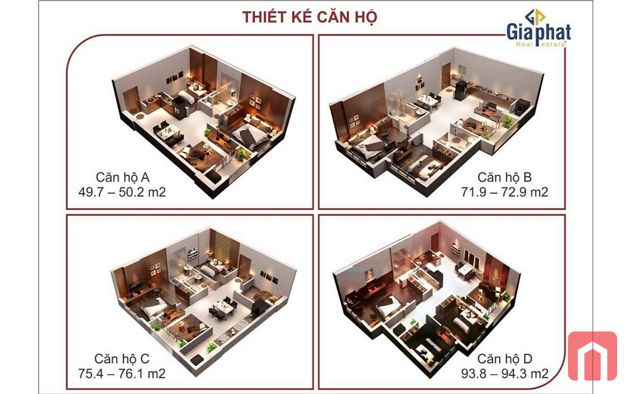 THIẾT KẾ CĂN HỘ
Giaphat
Real estate
Căn hộ A
49.7 – 50.2 m2
Căn hộ B
71.9 – 72.9 m2
Căn hộ C
75.4 – 76.1 m2
Căn hộ D
93.8 – 94.3 m2